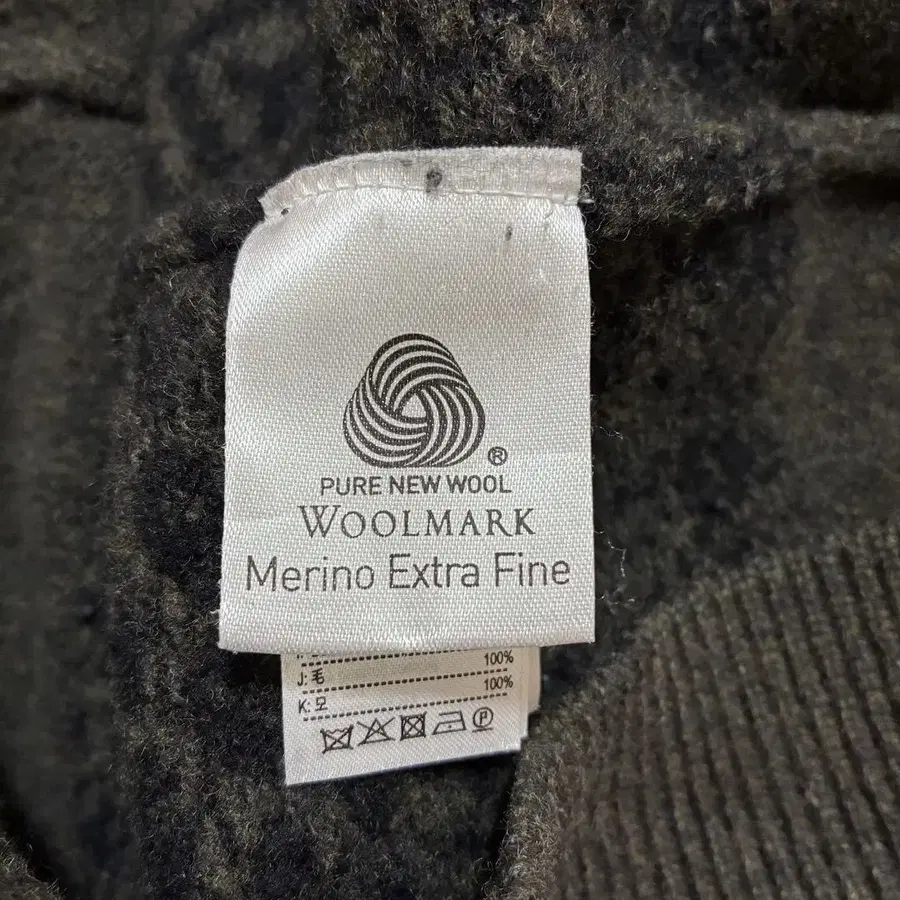 ®
PURE NEW WOOL
WOOLMARK
Merino Extra Fine
100%
J: 毛
100%
K: 모
P